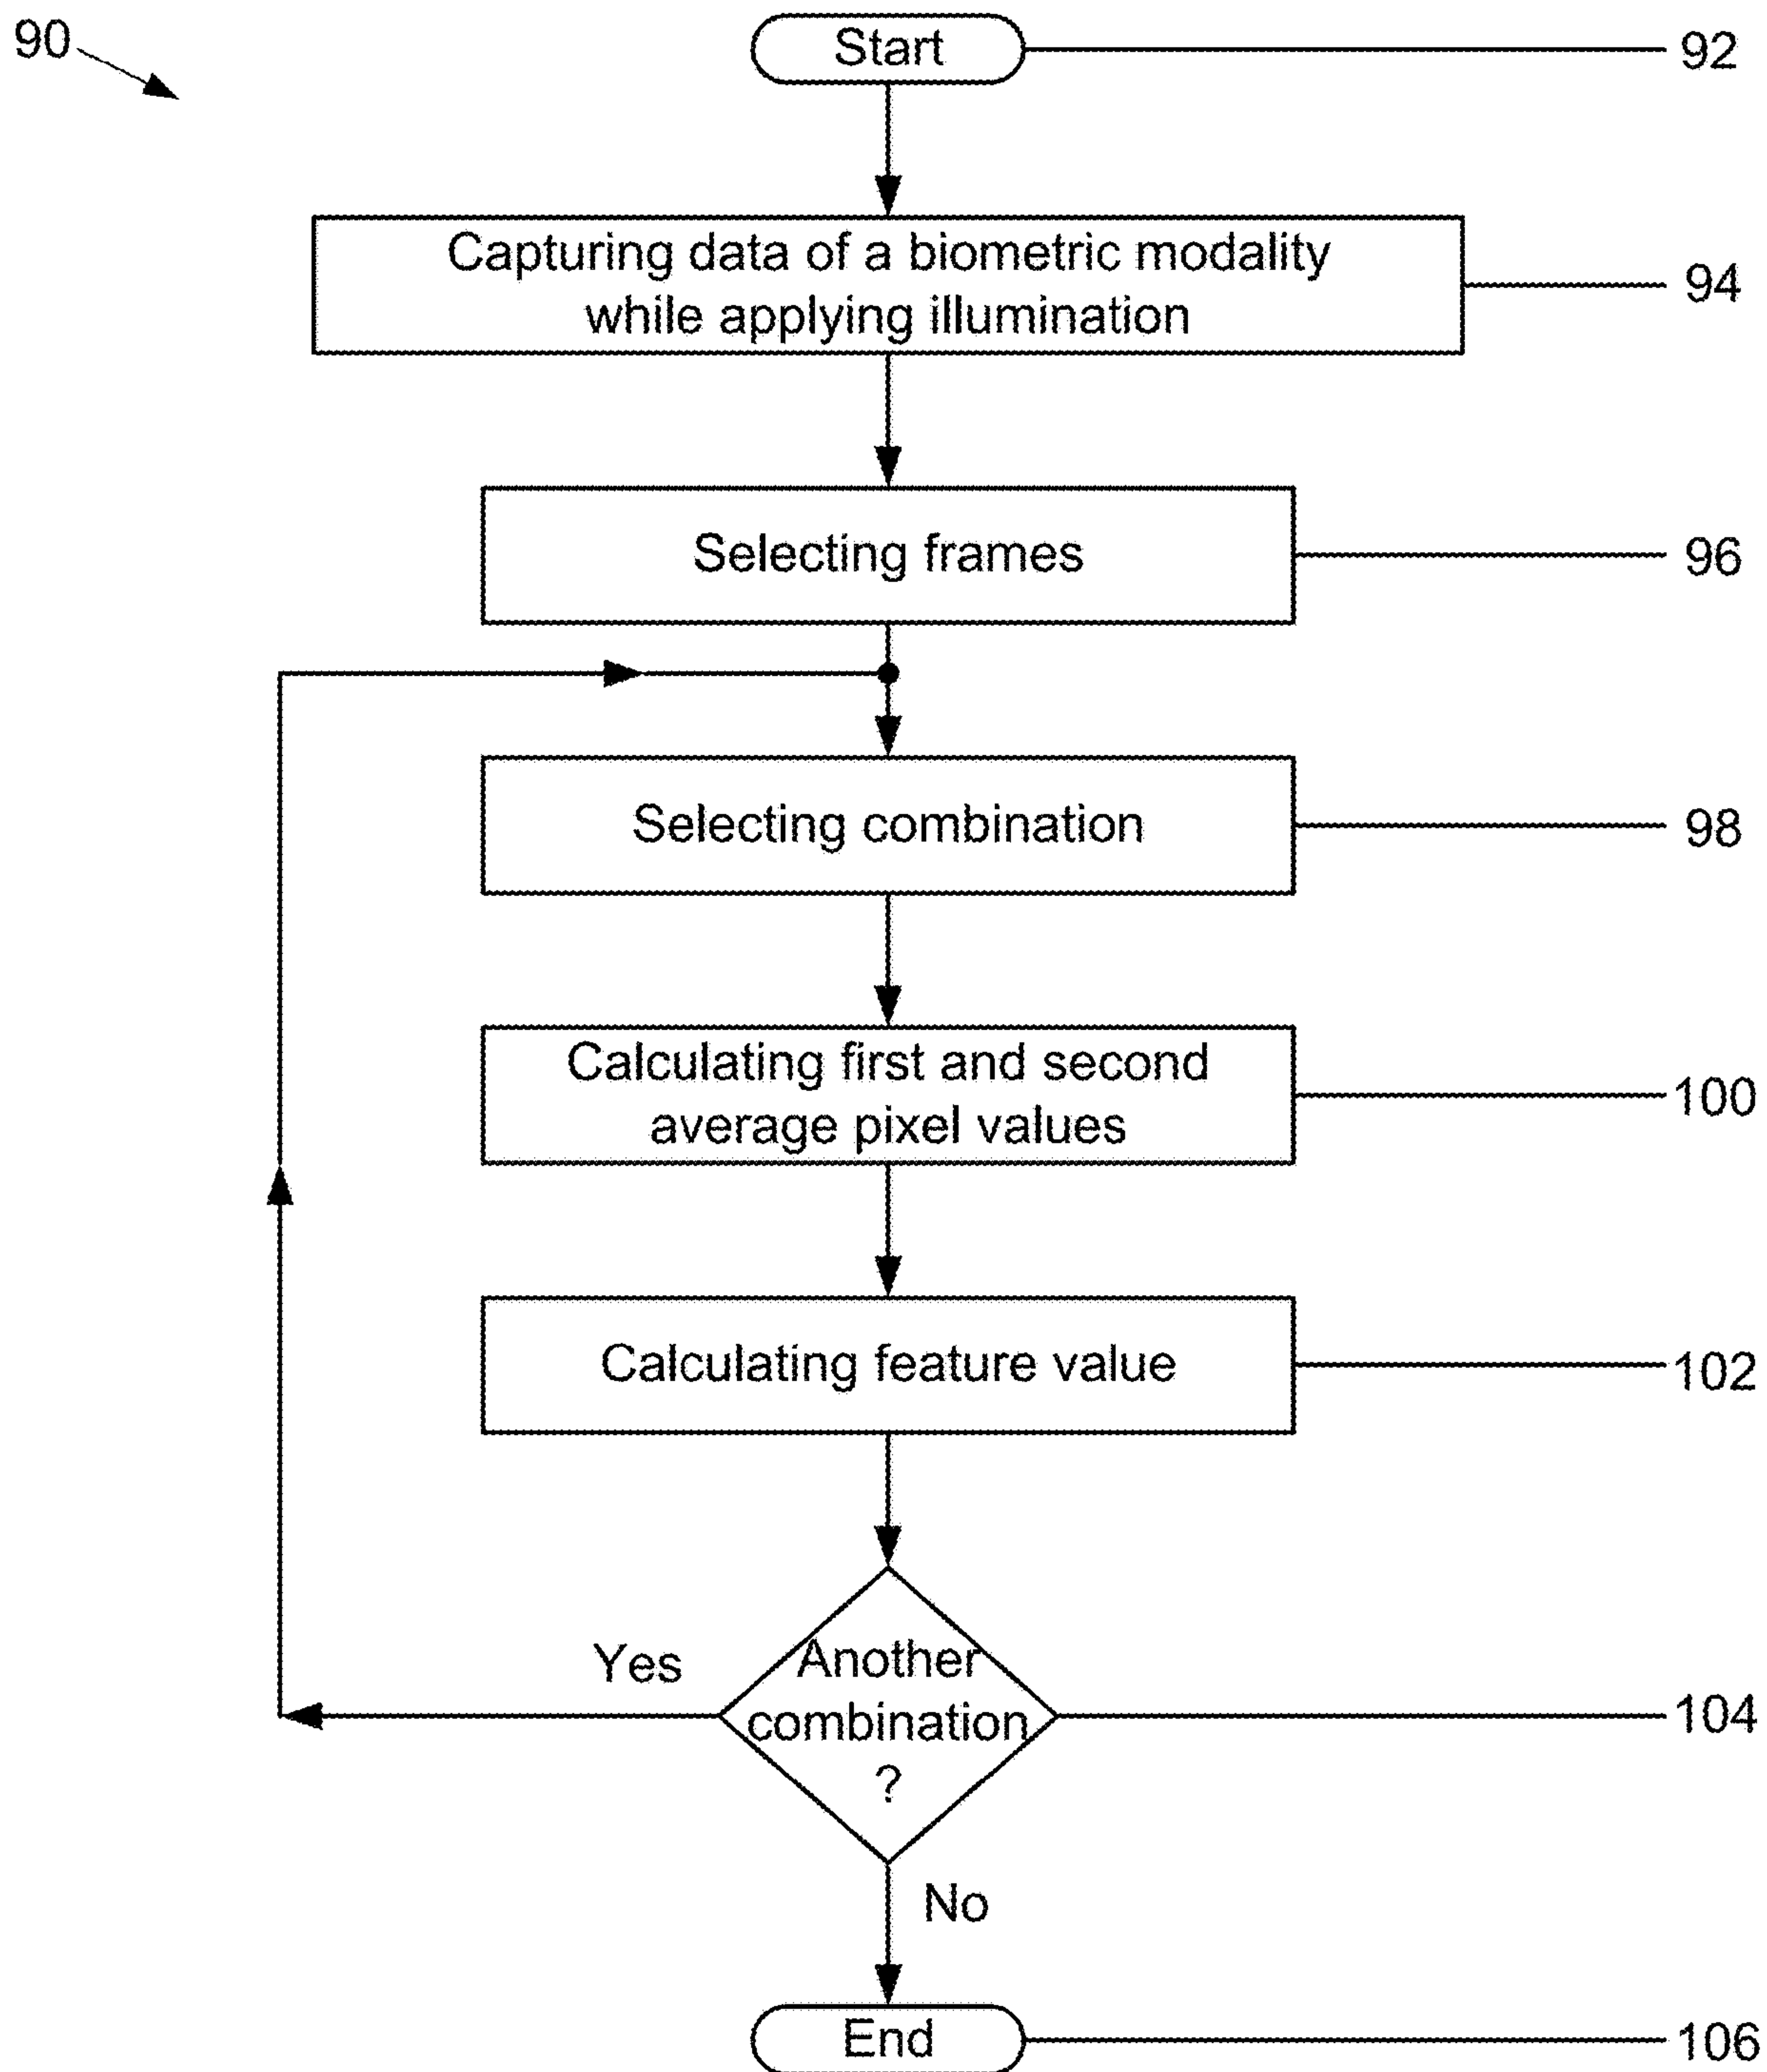 90
Start
92
Capturing data of a biometric modality
while applying illumination
94
Selecting frames
96
Selecting combination
98
Calculating first and second
average pixel values
100
Calculating feature value
102
Yes
Another
combination
?
104
No
End
106